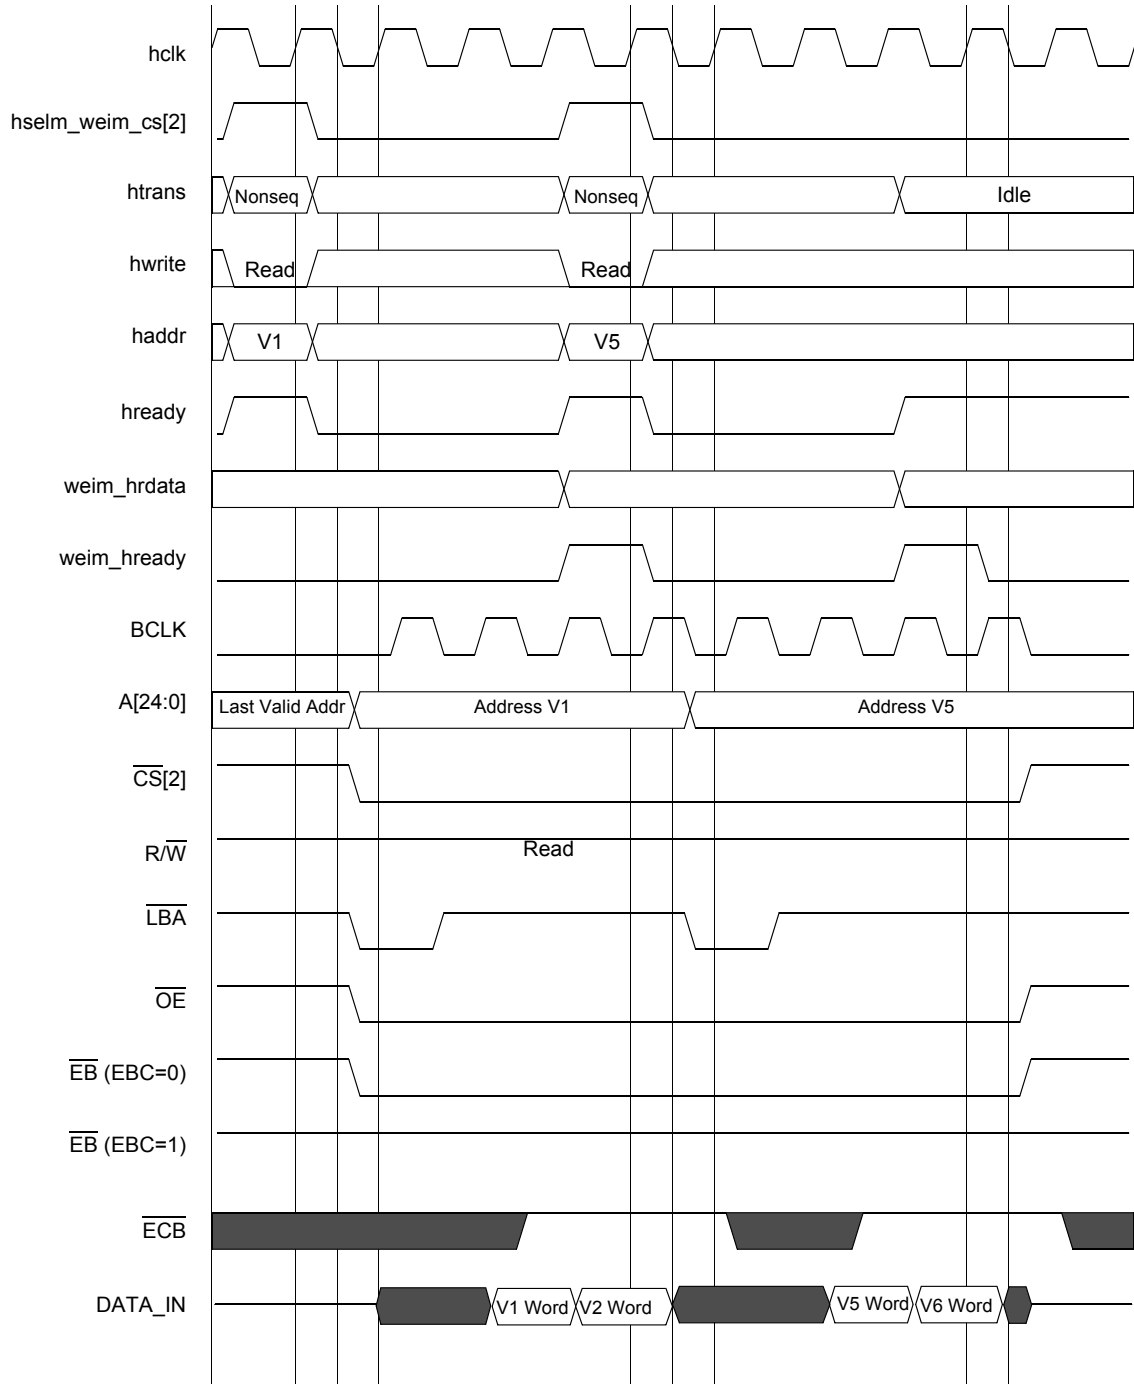 hclk
hselm_weim_cs[2]
htrans Nonseq Nonseq Idle
hwrite Read Read
haddr V1 V5
hready
weim_hrdata
weim_hready
BCLK
A[24:0] Last Valid Addr Address V1 Address V5
CS[2]
R/W Read
LBA
OE
EB (EBC=0)
EB (EBC=1)
ECB
DATA_IN V1 Word V2 Word V5 Word V6 Word